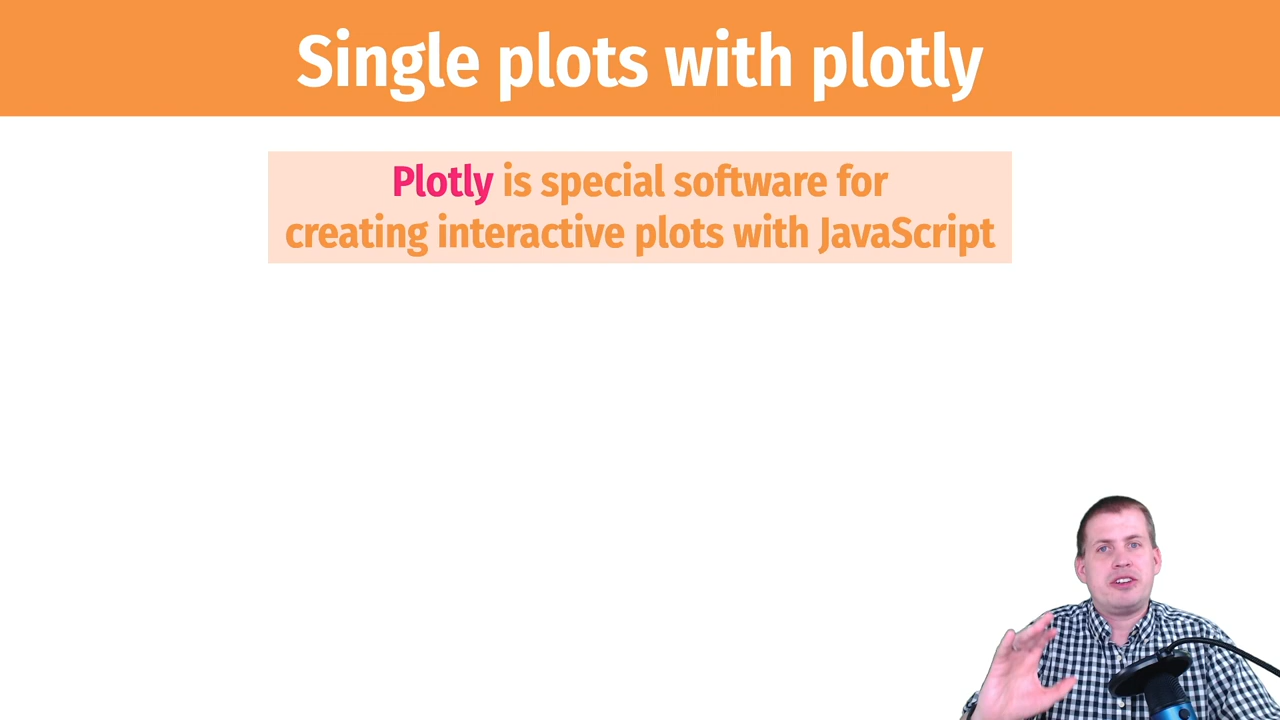 Single plots with plotly
Plotly is special software for
creating interactive plots with JavaScript